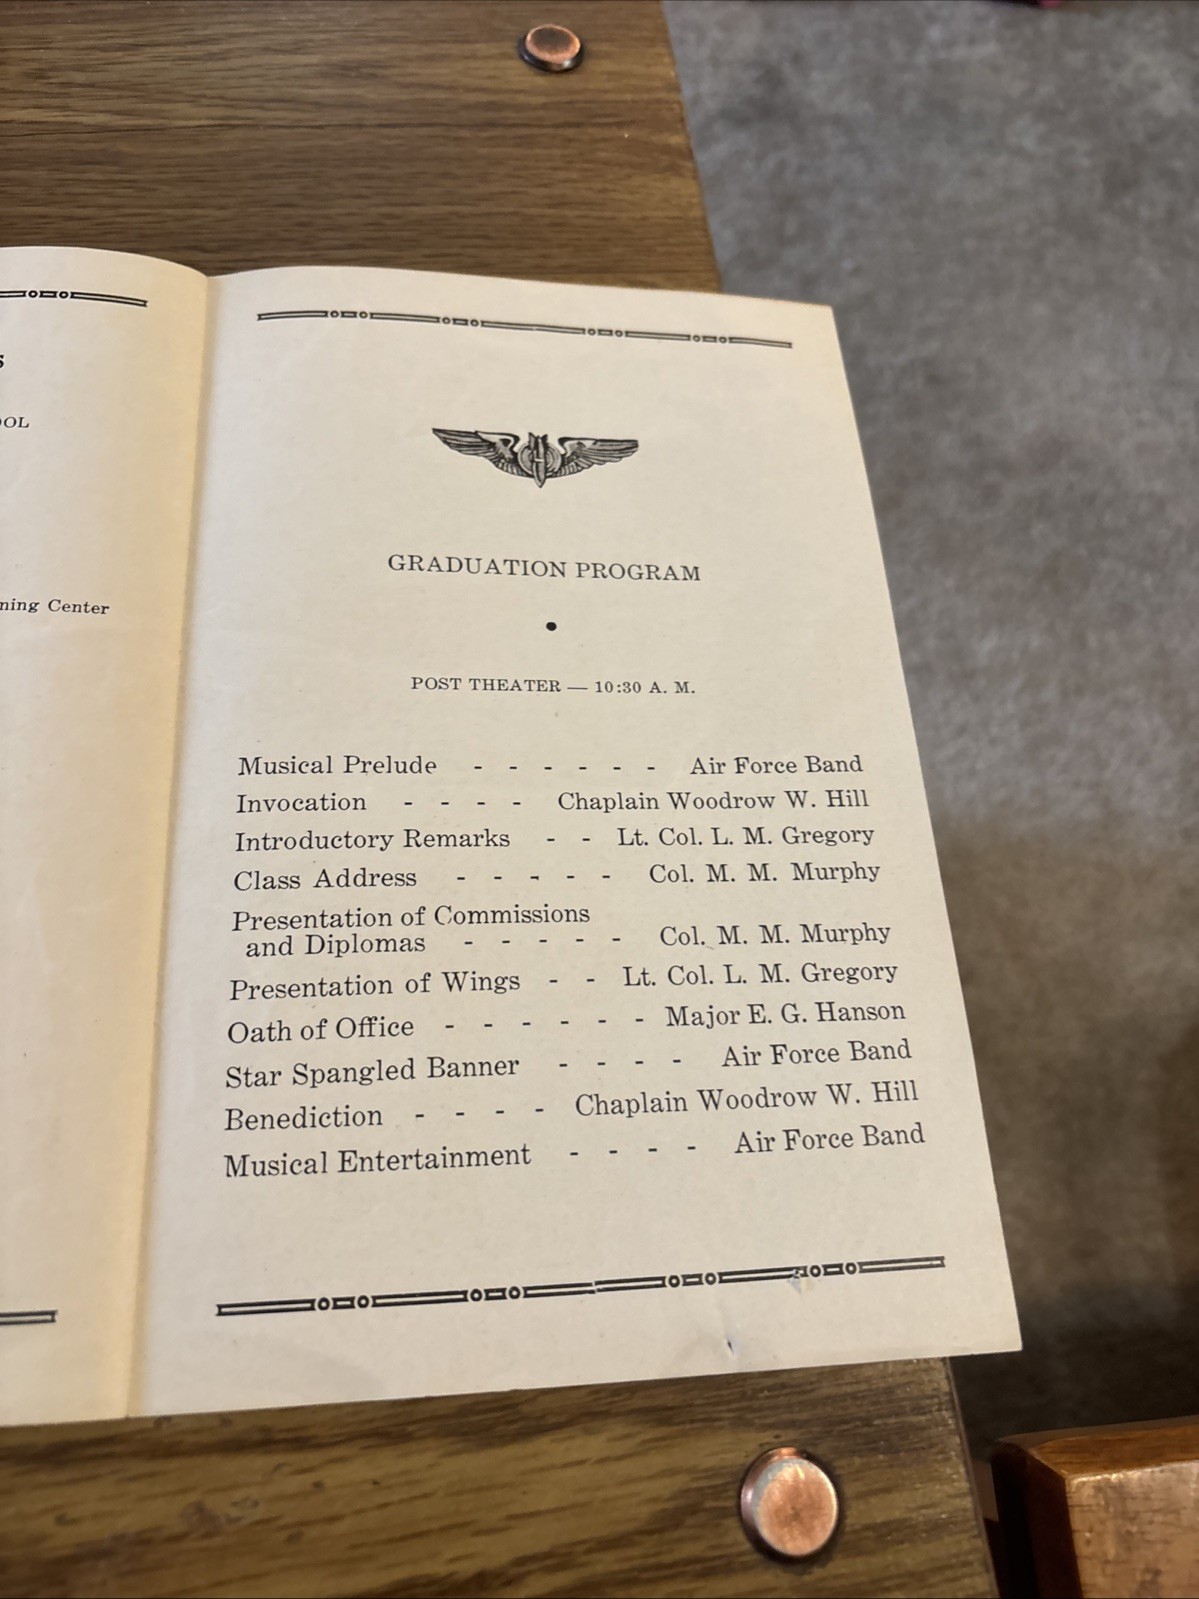 S
OOL
ning Center
GRADUATION PROGRAM
•
POST THEATER — 10:30 A. M.
Musical Prelude - - - - - - Air Force Band
Invocation - - - - Chaplain Woodrow W. Hill
Introductory Remarks - - Lt. Col. L. M. Gregory
Class Address - - - - - Col. M. M. Murphy
Presentation of Commissions
and Diplomas - - - - - Col. M. M. Murphy
Presentation of Wings - - Lt. Col. L. M. Gregory
Oath of Office - - - - - - Major E. G. Hanson
Star Spangled Banner - - - - Air Force Band
Benediction - - - - Chaplain Woodrow W. Hill
Musical Entertainment - - - - Air Force Band